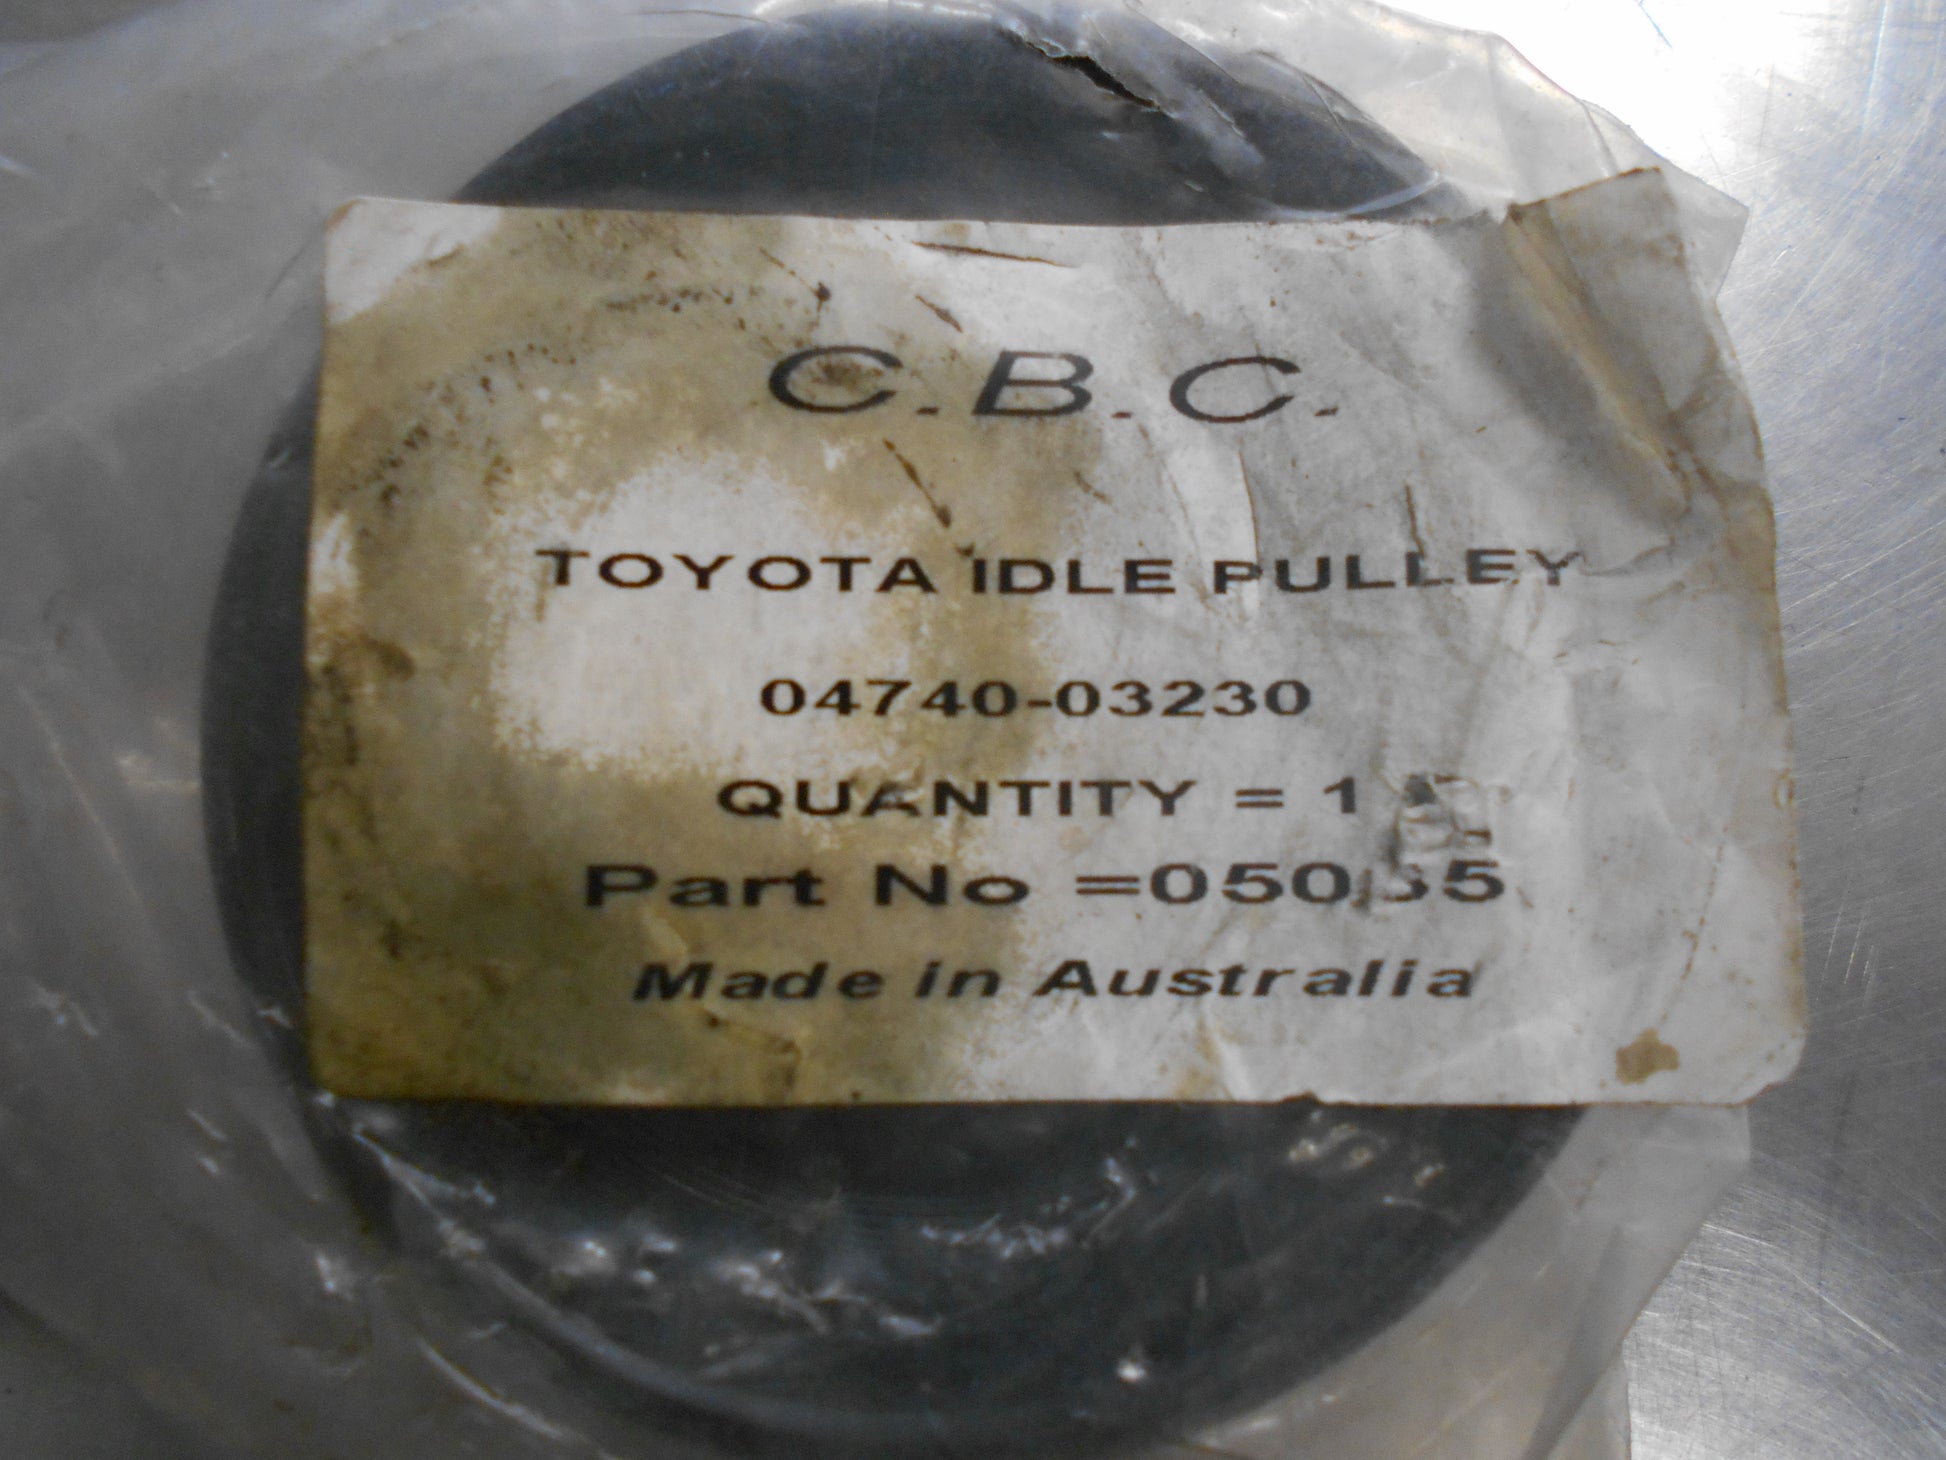 C.B.C.
TOYOTA IDLE PULLEY
04740-03230
QUANTITY = 1
Part No
Made in Australia